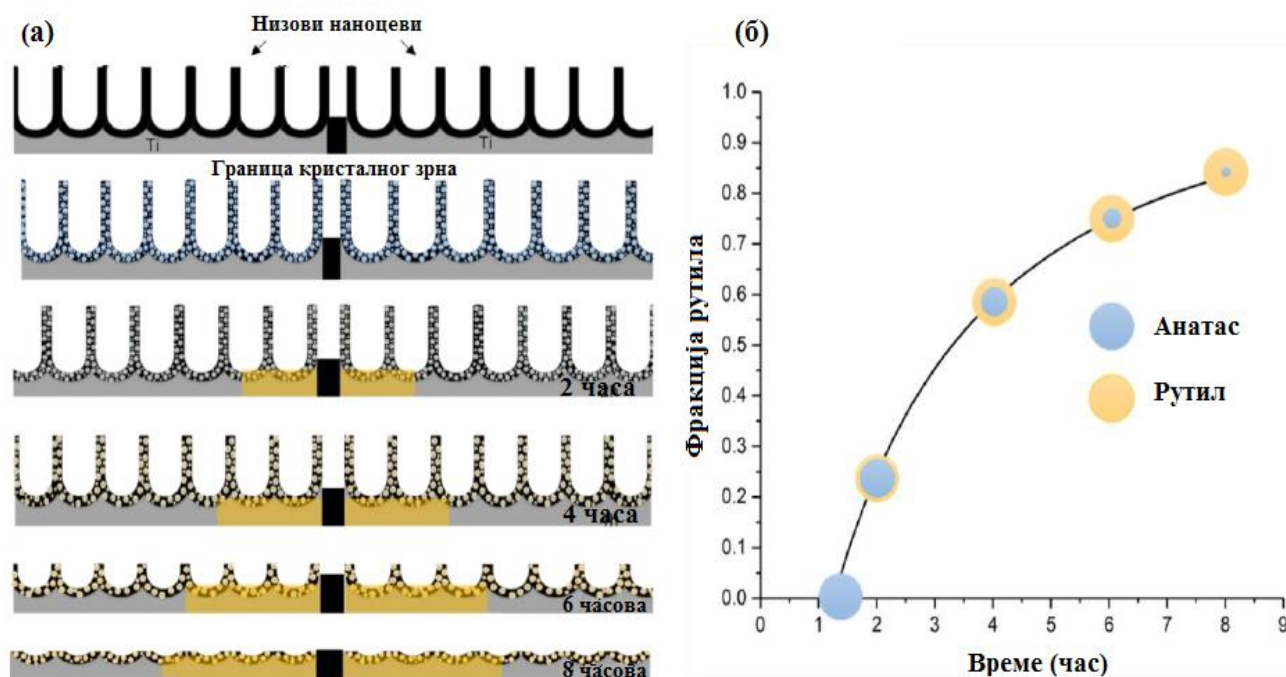 (а)
Низови наноцеви
Ti
Ti
Граница кристалног зрна
2 часа
4 часа
6 часова
8 часова
(б)
Фракција рутила
1.0
0.9
0.8
0.7
0.6
0.5
0.4
0.3
0.2
0.1
0.0
0 1 2 3 4 5 6 7 8 9
Време (час)
Анатас
Рутил